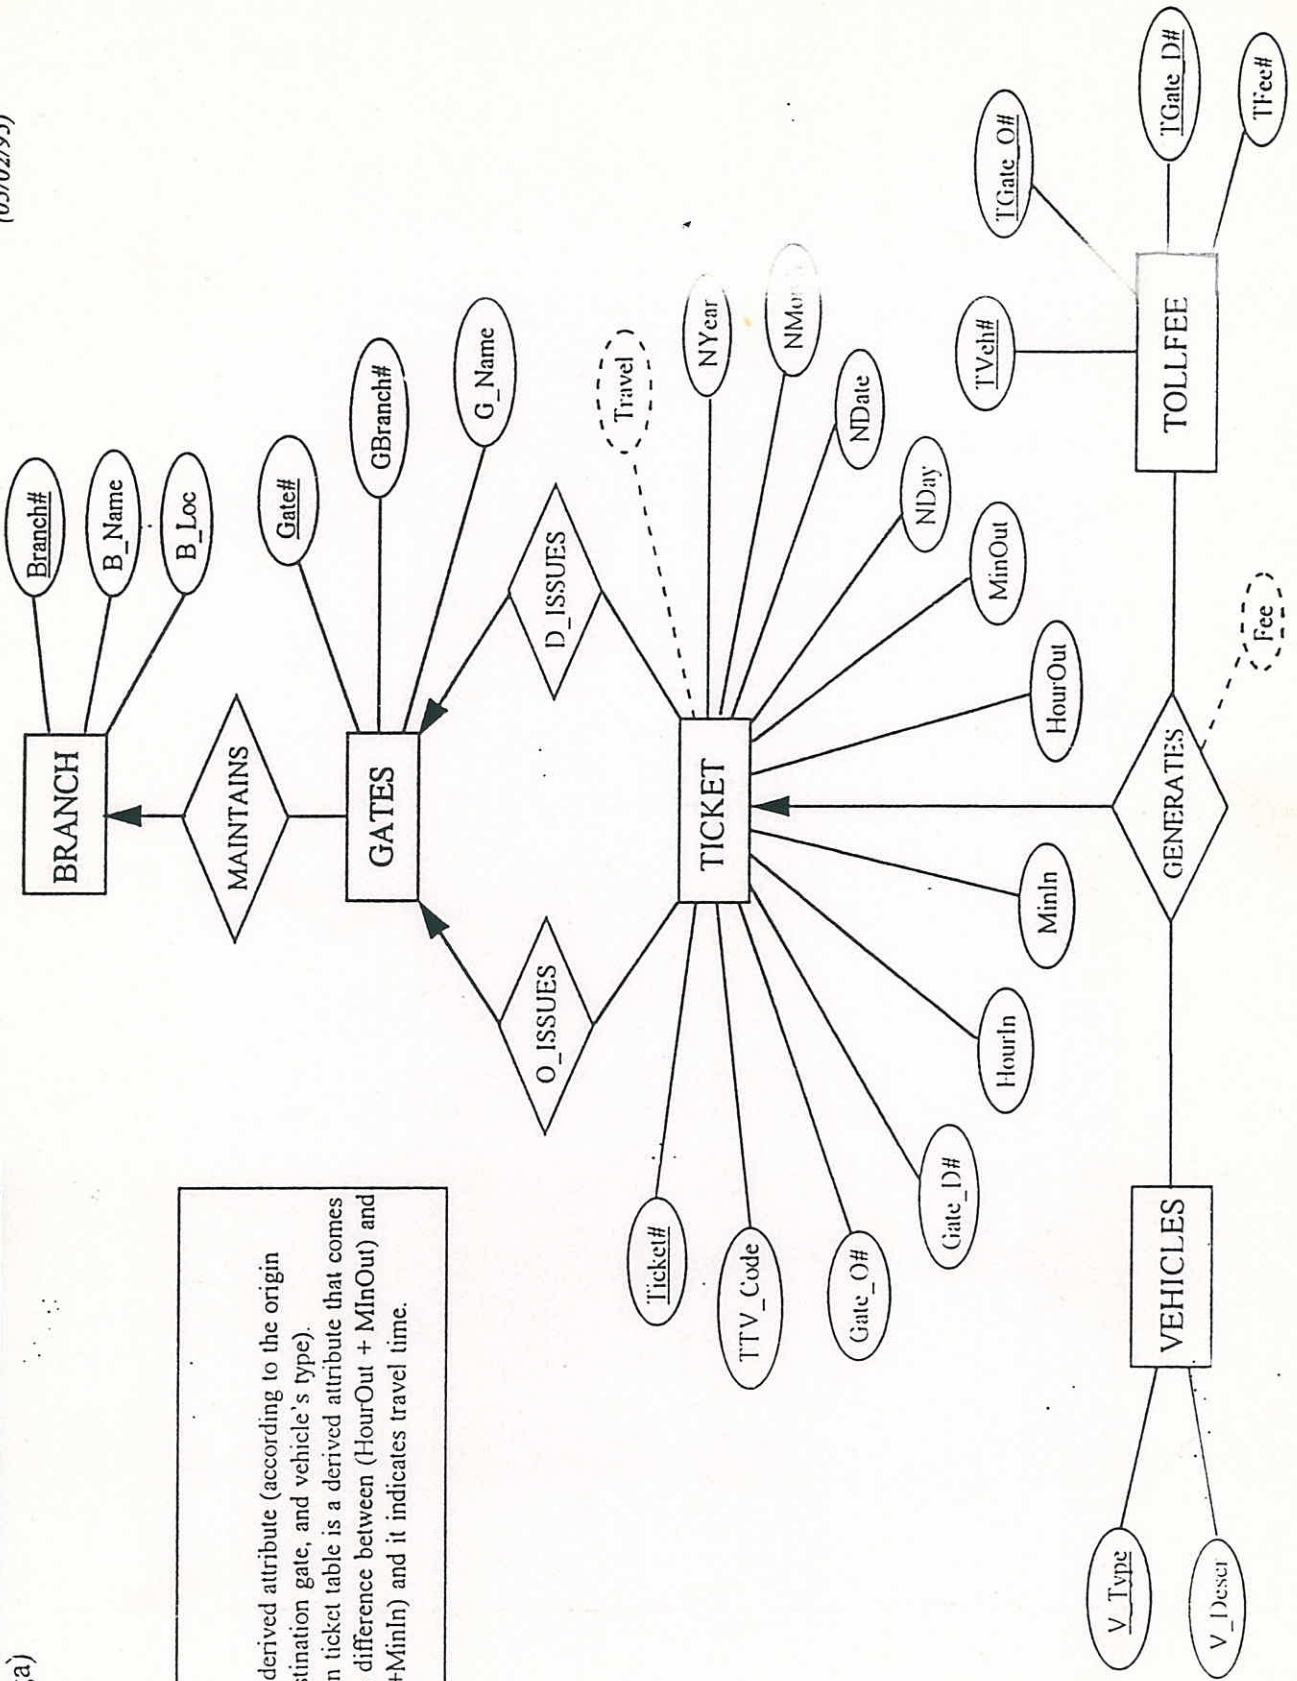 (03/02/95)
BRANCH
Branch#
B_Name
B_Loc
MAINTAINS
GATES
Gate#
GBranch#
G_Name
O_ISSUES
D_ISSUES
TICKET
Travel
NYear
NDate
NDay
MinOut
HourOut
MinIn
HourIn
Gate_D#
Gate_O#
TTV_Code
Ticket#
GENERATES
Fee
VEHICLES
V_Type
V_Descr
TOLLFEE
TVeh#
TGate_O#
TGate_D#
TFee#
derived attribute (according to the origin
gate, and vehicle's type).
ticket table is a derived attribute that comes
difference between (HourOut + MInOut) and
+MinIn) and it indicates travel time.